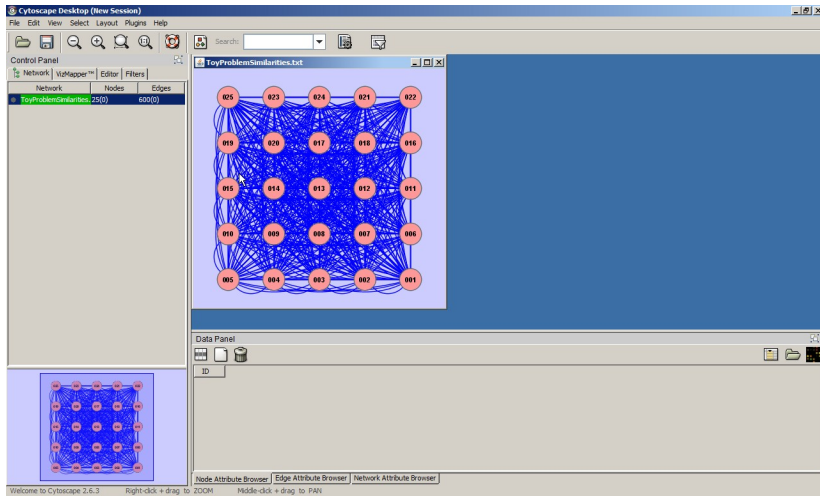 Cytoscape Desktop (New Session)
File Edit View Select Layout Plugins Help
Search:
Control Panel
Network VizMapper™ Editor Filters
Network Nodes Edges
ToyProblemSimilarities. 25(0) 600(0)
ToyProblemSimilarities.txt
025 023 024 021 022
019 020 017 018 016
015 014 013 012 011
010 009 008 007 006
005 004 003 002 001
Data Panel
ID
Node Attribute Browser Edge Attribute Browser Network Attribute Browser
Welcome to Cytoscape 2.6.3 Right-click + drag to ZOOM Middle-click + drag to PAN